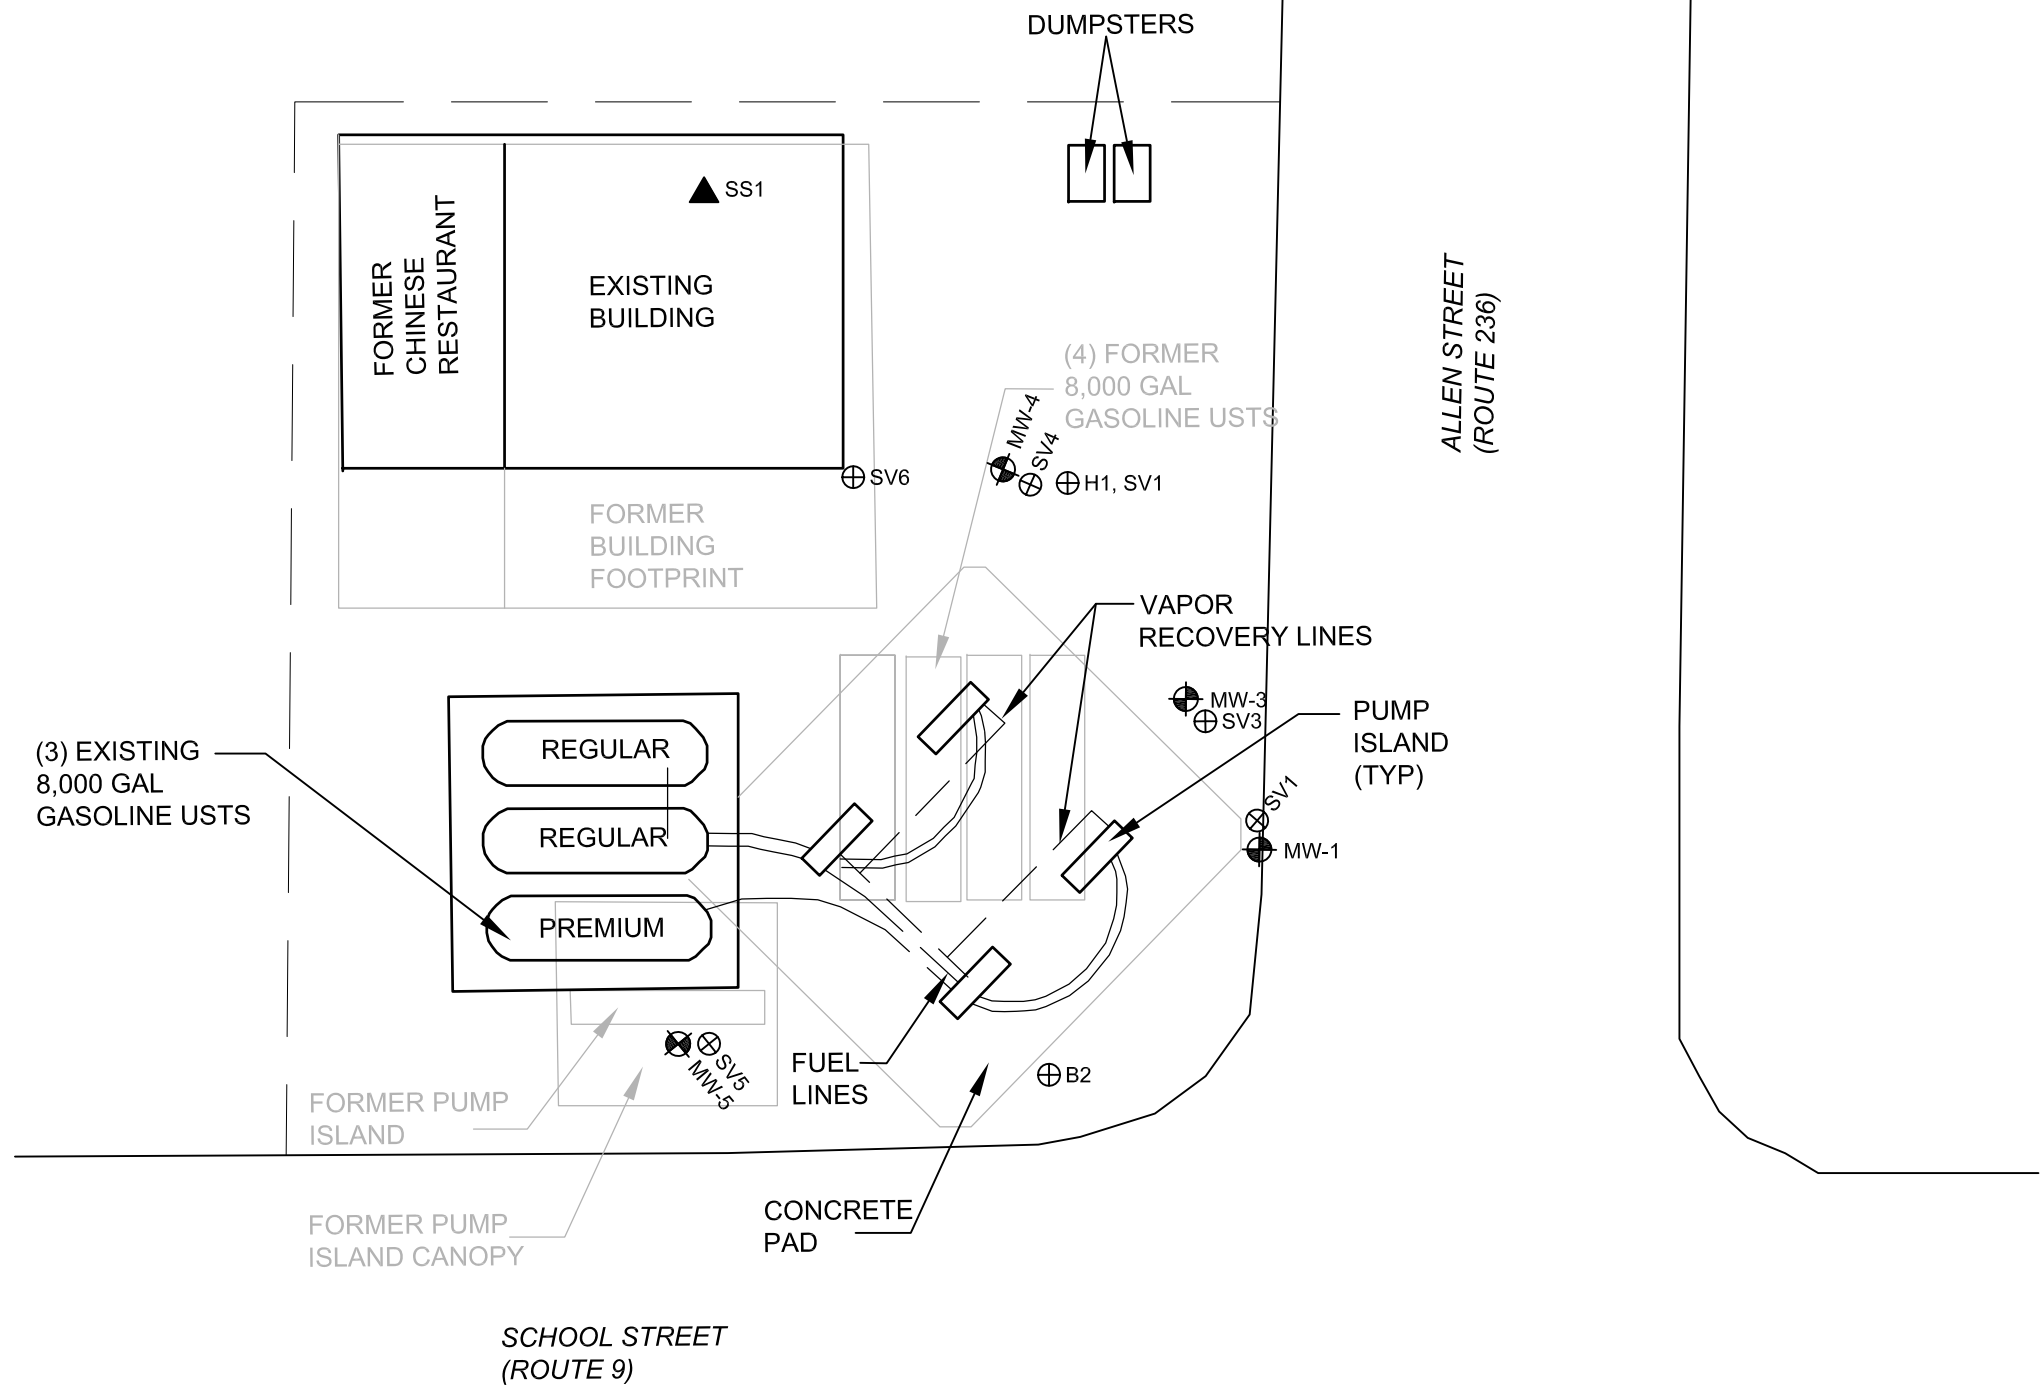 DUMPSTERS
SS1
FORMER
CHINESE
RESTAURANT
EXISTING
BUILDING
ALLEN STREET
(ROUTE 236)
(4) FORMER
8,000 GAL
GASOLINE USTS
MW-4
SV4
H1, SV1
SV6
FORMER
BUILDING
FOOTPRINT
VAPOR
RECOVERY LINES
MW-3
SV3
PUMP
ISLAND
(TYP)
(3) EXISTING
8,000 GAL
GASOLINE USTS
REGULAR
REGULAR
PREMIUM
SV1
MW-1
SV5
MW-5
FUEL
LINES
B2
FORMER PUMP
ISLAND
FORMER PUMP
ISLAND CANOPY
CONCRETE
PAD
SCHOOL STREET
(ROUTE 9)